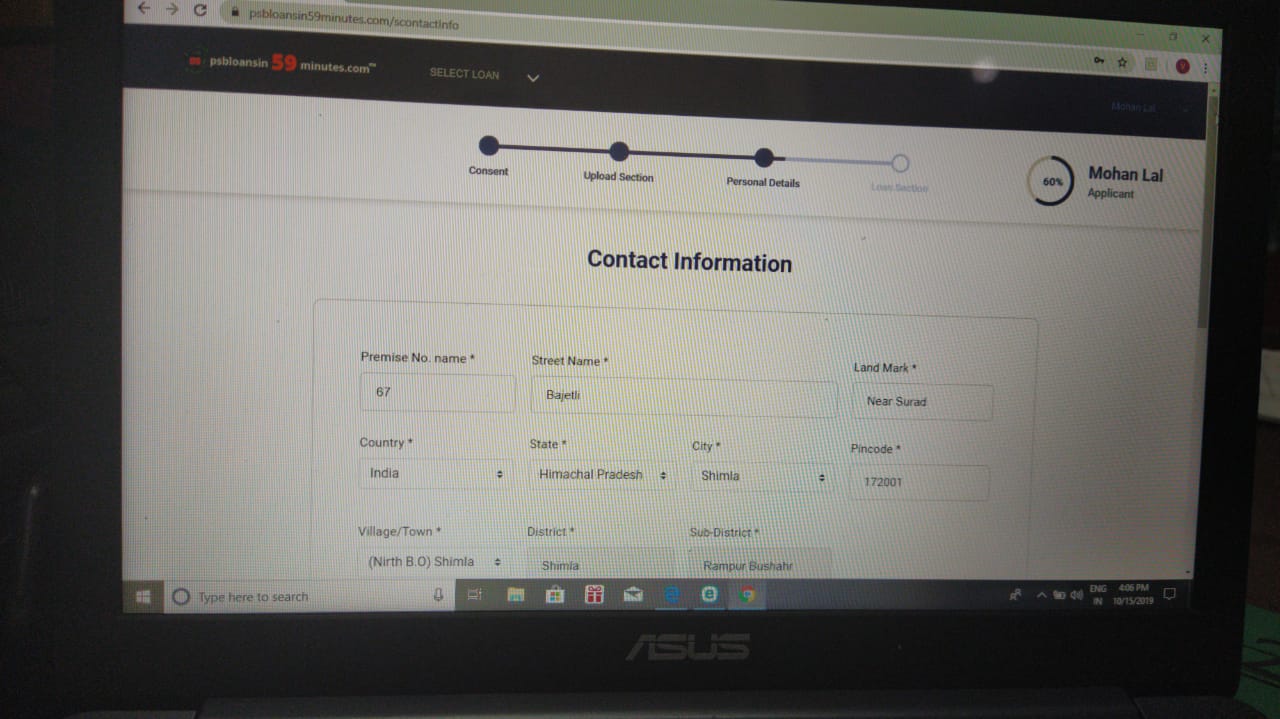 psbloansin59minutes.com/scontactinfo
psbloansin 59 minutes.com™
SELECT LOAN
Mohan Lal
Consent
Upload Section
Personal Details
Loan Section
60%
Mohan Lal
Applicant
Contact Information
Premise No. name * Street Name * Land Mark *
67 Bajetli Near Surad
Country * State * City * Pincode *
India Himachal Pradesh Shimla 172001
Village/Town * District * Sub-District *
(Nirth B.O) Shimla Shimla Rampur Bushahr
Type here to search
ENG 4:06 PM
IN 10/15/2019
ASUS